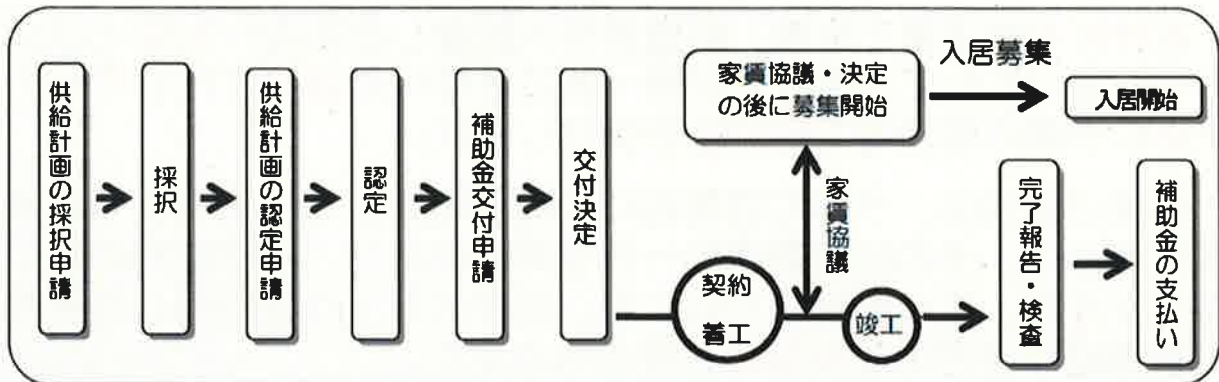 供給計画の採択申請
採択
供給計画の認定申請
認定
補助金交付申請
交付決定
契約
着工
家賃協議・決定
の後に募集開始
家賃協議
入居募集
入居開始
竣工
完了報告・検査
補助金の支払い